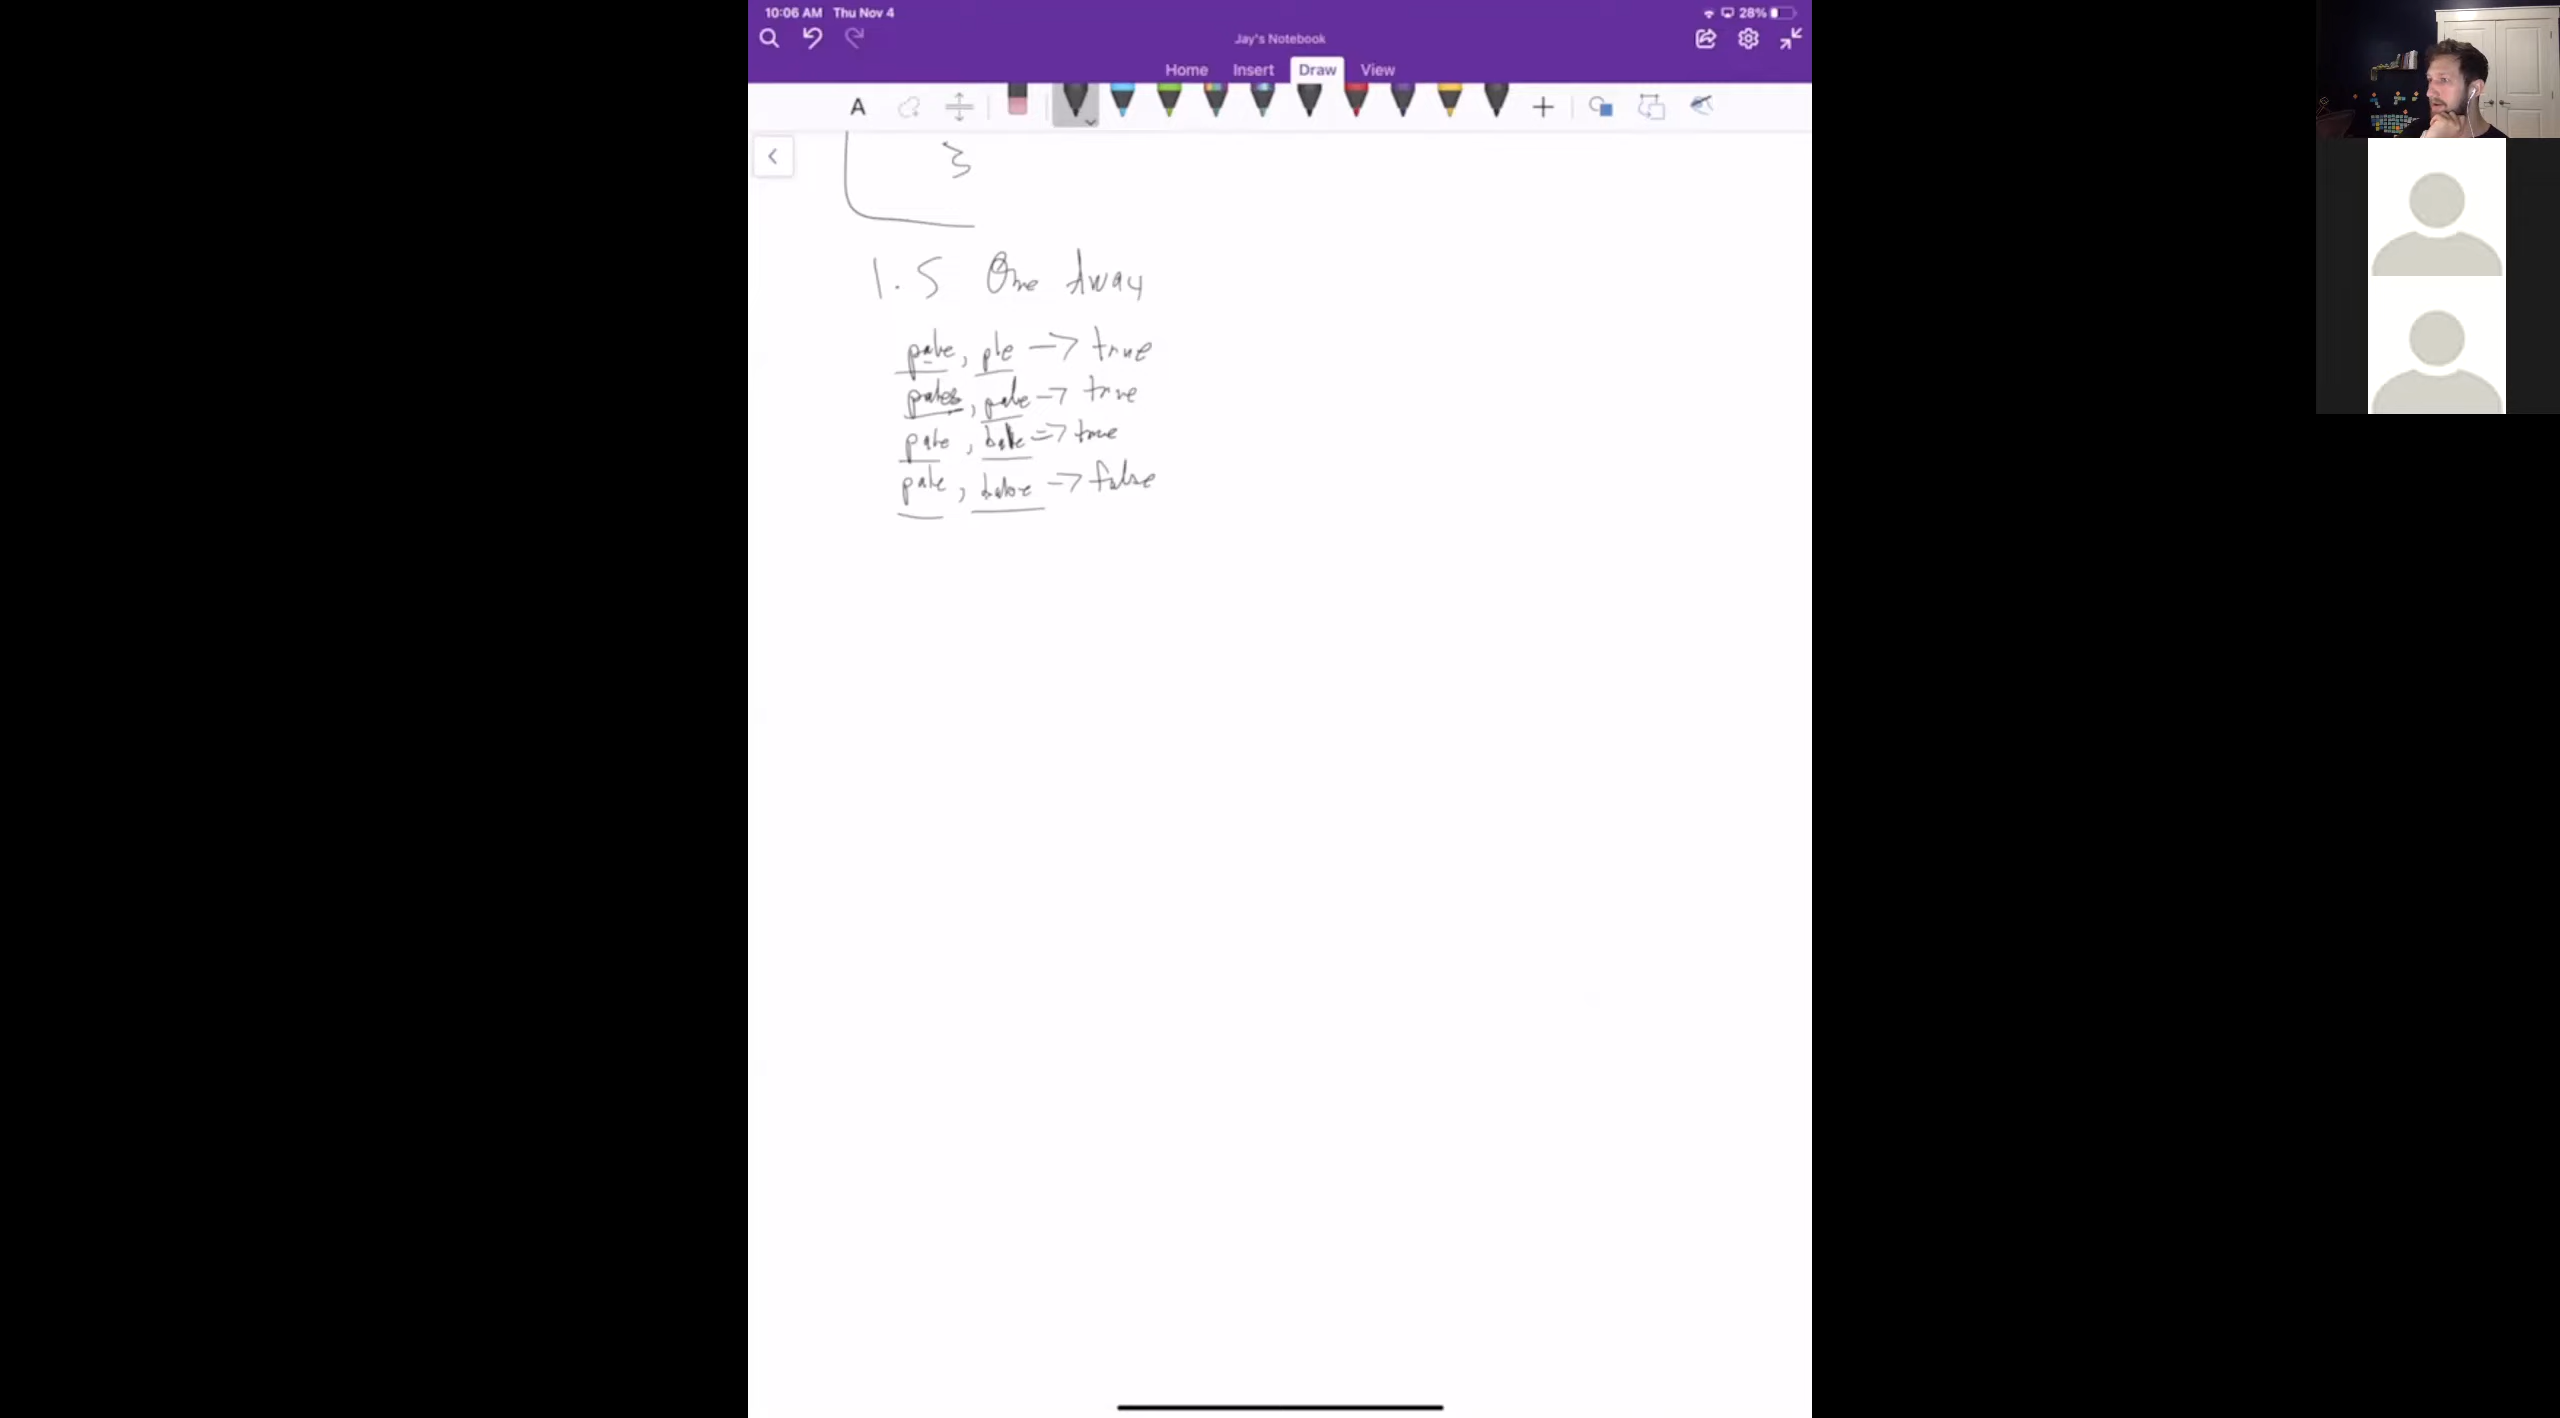 10:06 AM Thu Nov 4 28%
Jay's Notebook
Home Insert Draw View
A
}
1.5 One Away
pale, ple -> true
pales, pale -> true
pale, bale => true
pale, bake -> false